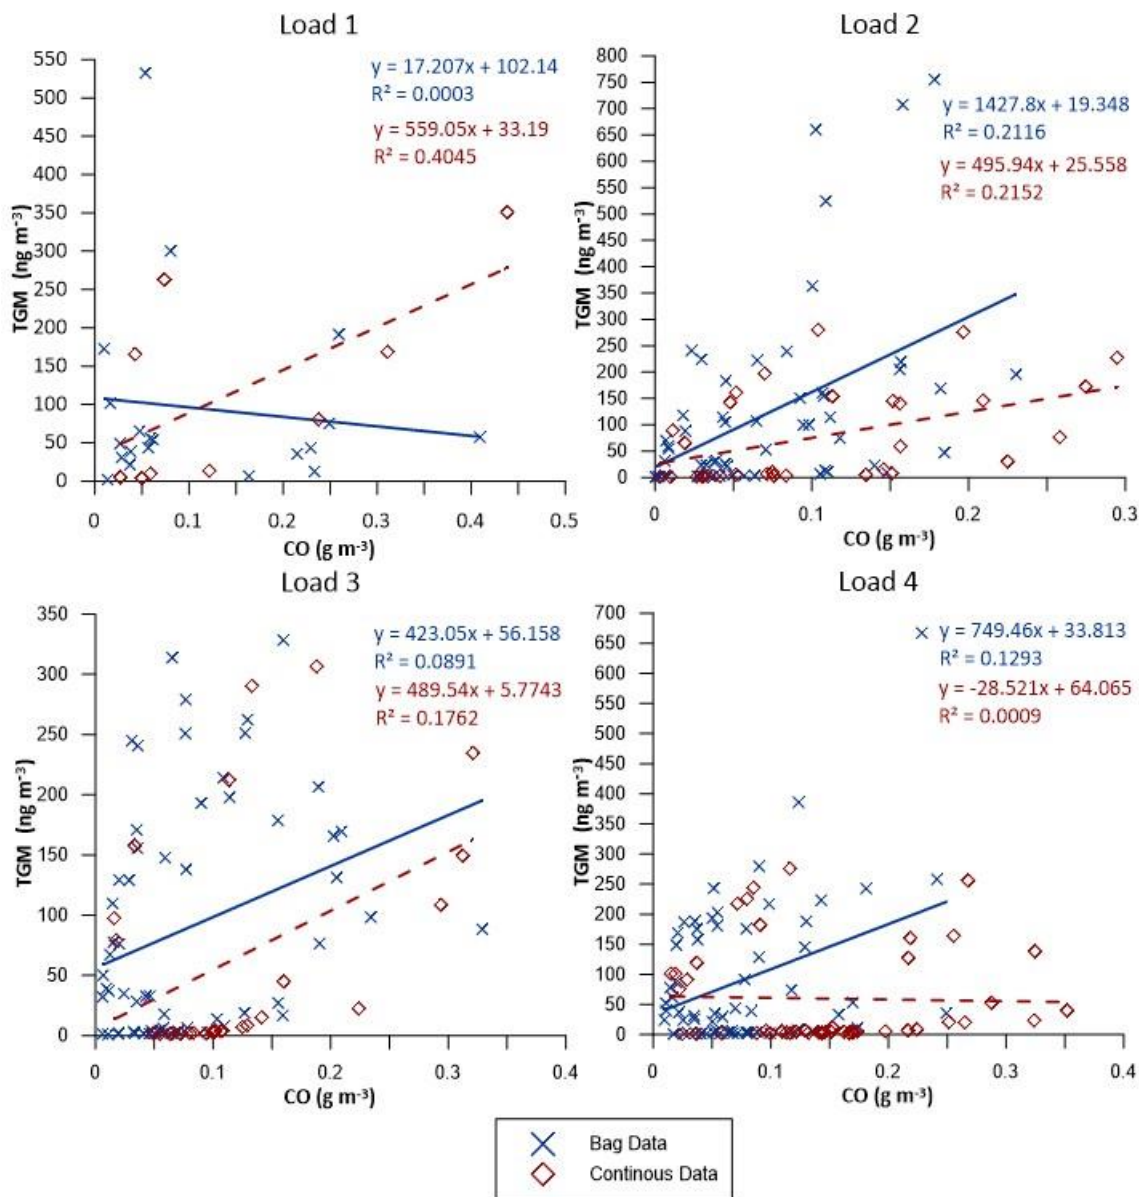 Load 1
550
500
450
400
350
300
250
200
150
100
50
0
TGM (ng m⁻³)
y = 17.207x + 102.14
R² = 0.0003
y = 559.05x + 33.19
R² = 0.4045
0 0.1 0.2 0.3 0.4 0.5
CO (g m⁻³)
Load 2
800
750
700
650
600
550
500
450
400
350
300
250
200
150
100
50
0
TGM (ng m⁻³)
y = 1427.8x + 19.348
R² = 0.2116
y = 495.94x + 25.558
R² = 0.2152
0 0.1 0.2 0.3
CO (g m⁻³)
Load 3
350
300
250
200
150
100
50
0
TGM (ng m⁻³)
y = 423.05x + 56.158
R² = 0.0891
y = 489.54x + 5.7743
R² = 0.1762
0 0.1 0.2 0.3 0.4
CO (g m⁻³)
Load 4
700
650
600
550
500
450
400
350
300
250
200
150
100
50
0
TGM (ng m⁻³)
y = 749.46x + 33.813
R² = 0.1293
y = -28.521x + 64.065
R² = 0.0009
0 0.1 0.2 0.3 0.4
CO (g m⁻³)
Bag Data
Continous Data